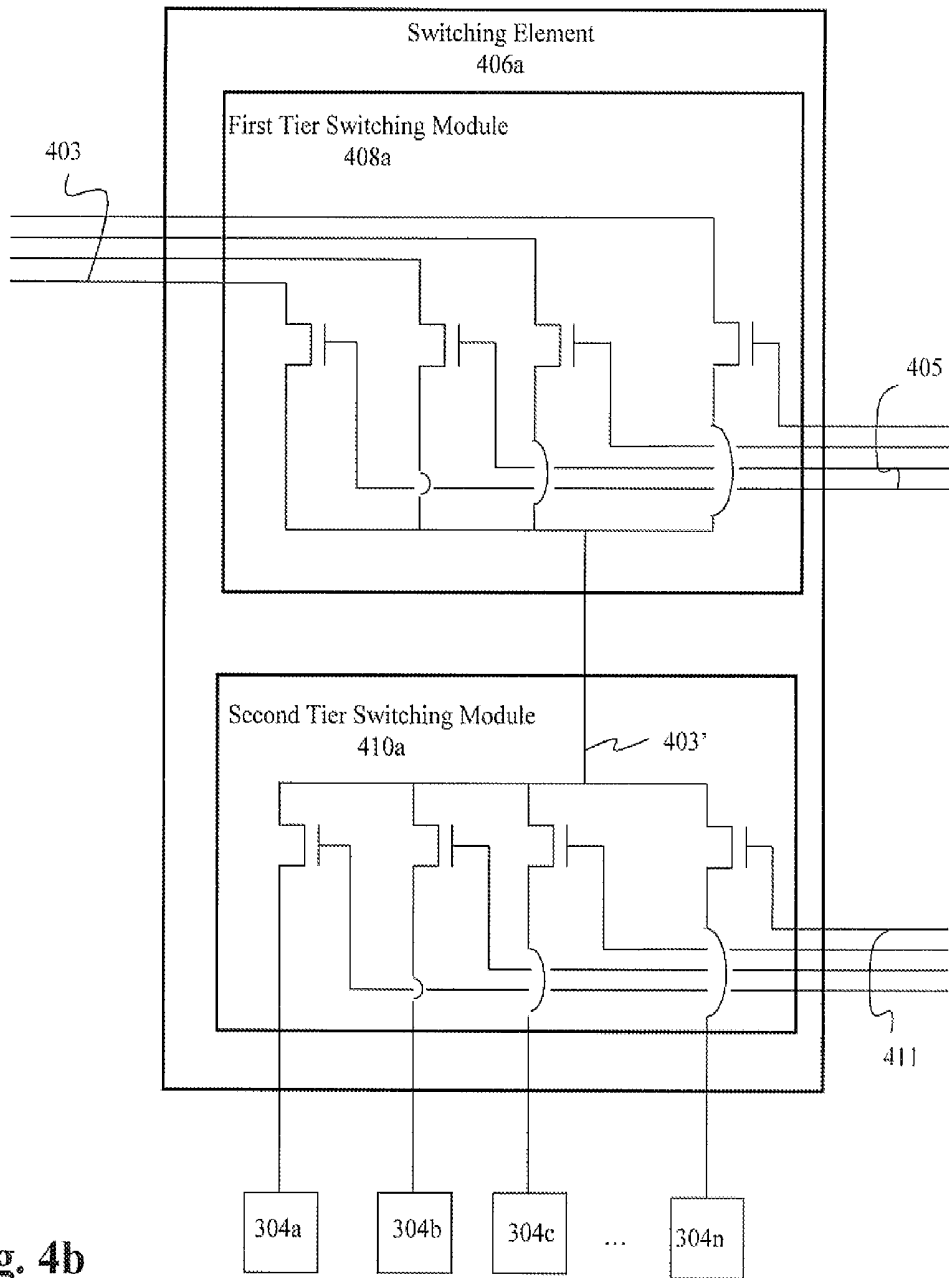 Switching Element
406a
First Tier Switching Module
408a
403
405
Second Tier Switching Module
410a
403’
411
304a
304b
304c
...
304n
g. 4b